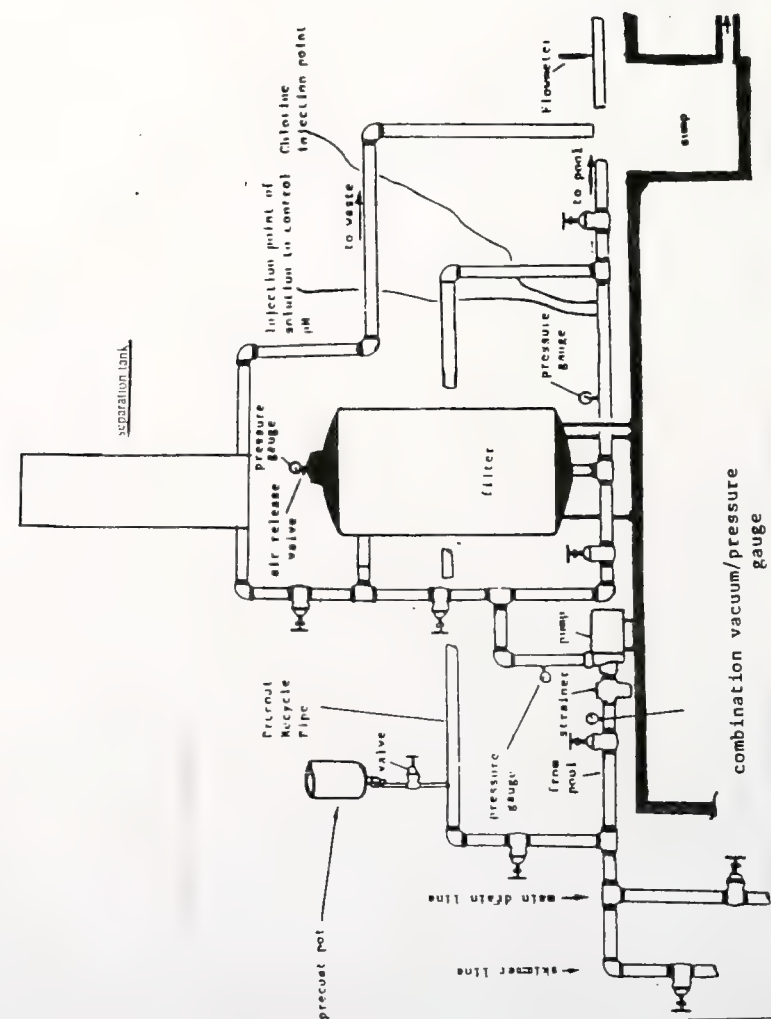 separation tank
Injection point of
solution to control
pH
Chlorine
injection point
to waste
Flowmeter
to pool
sump
pressure
gauge
air release
valve
filter
pressure
gauge
Precoat
Recycle
Pipe
precoat pot
valve
pressure
gauge
strainer
pump
from
pool
main drain line
skimmer line
combination vacuum/pressure
gauge